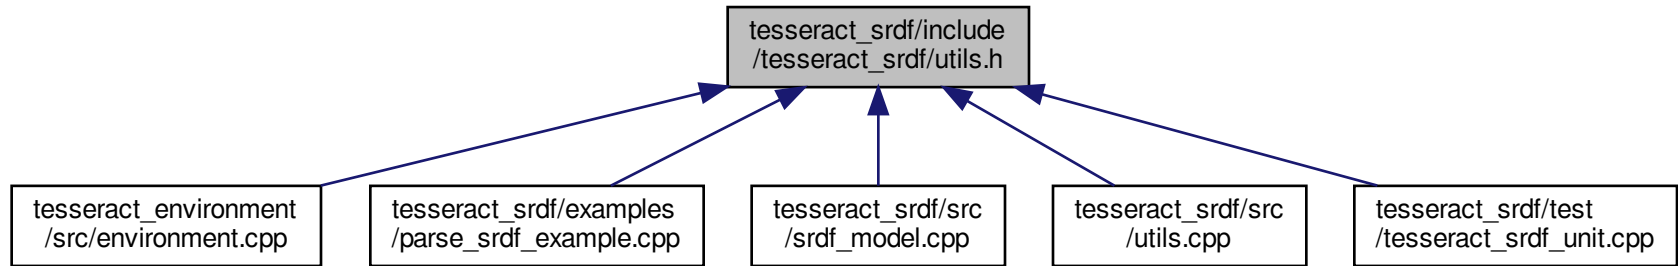 tesseract_srdf/include
/tesseract_srdf/utils.h
tesseract_environment
/src/environment.cpp
tesseract_srdf/examples
/parse_srdf_example.cpp
tesseract_srdf/src
/srdf_model.cpp
tesseract_srdf/src
/utils.cpp
tesseract_srdf/test
/tesseract_srdf_unit.cpp